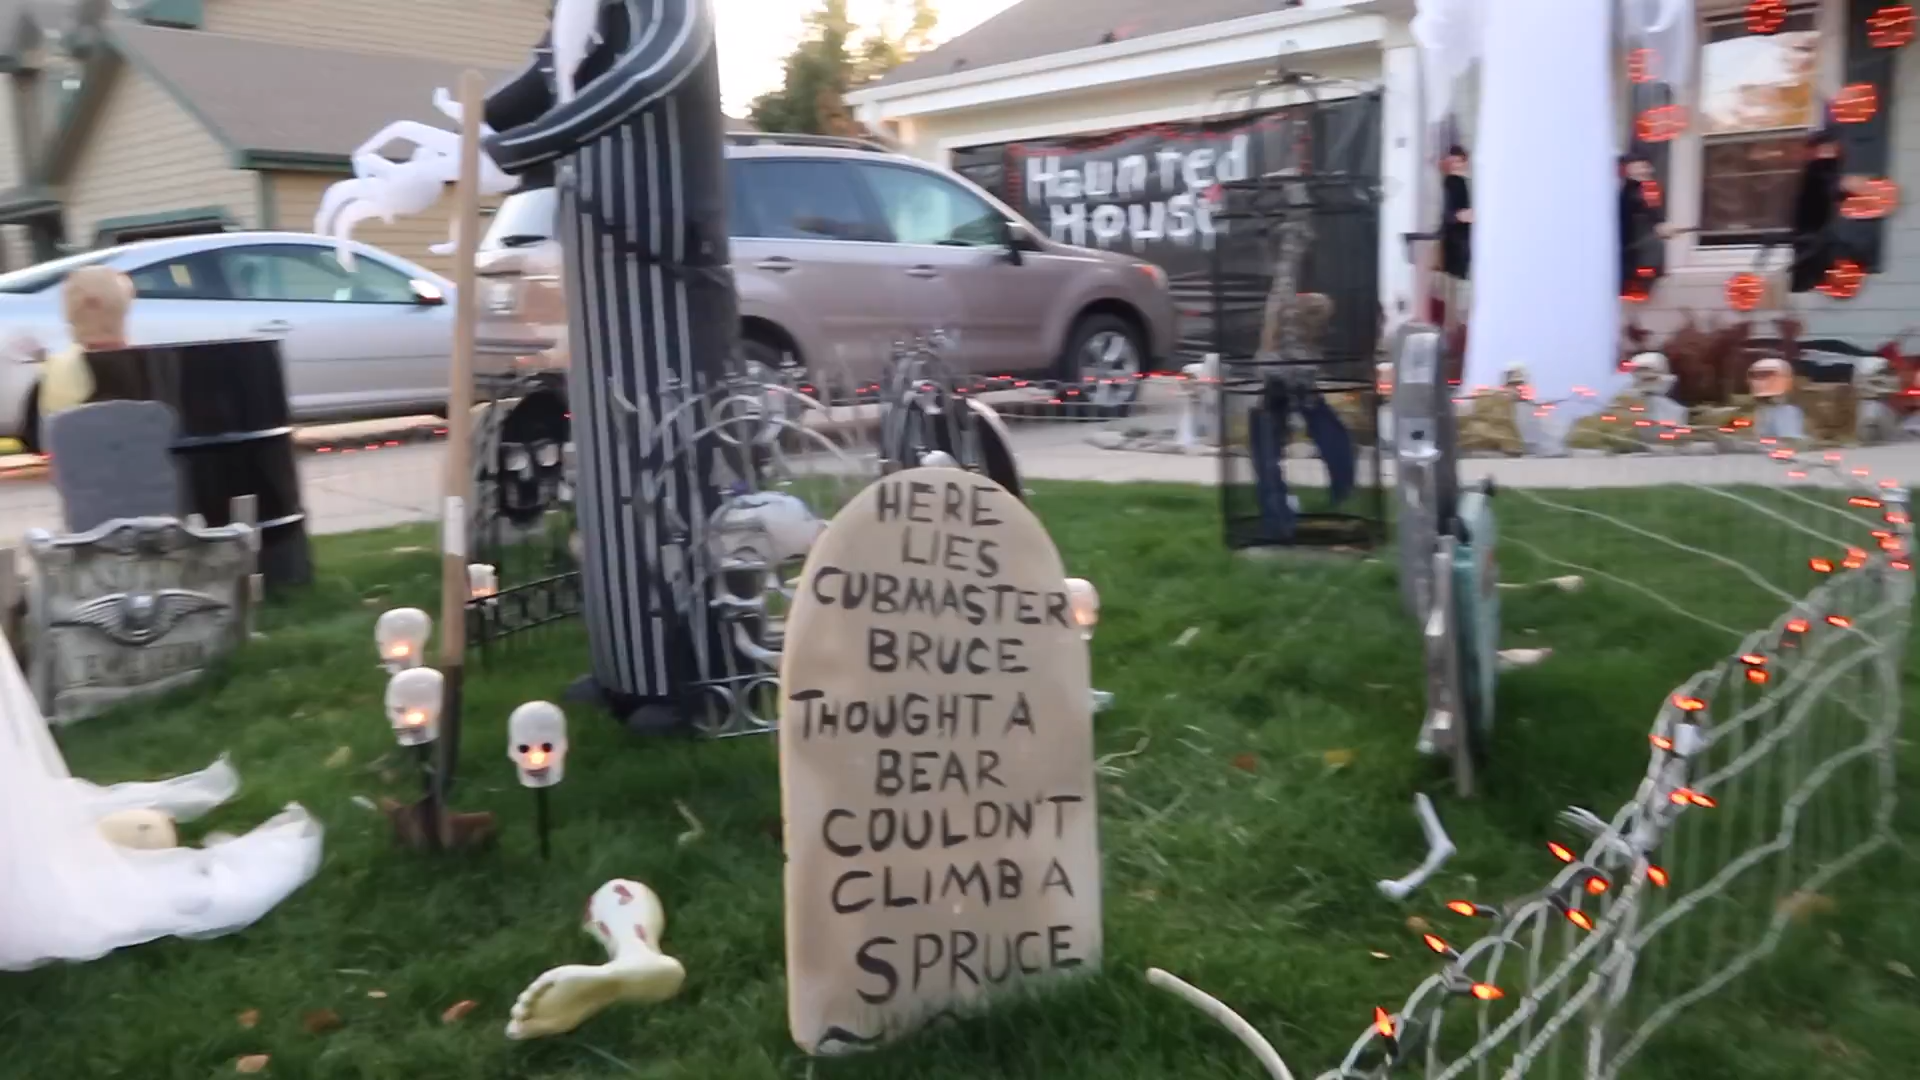 Haunted
House
HERE
LIES
CUBMASTER
BRUCE
THOUGHT A
BEAR
COULDN'T
CLIMB A
SPRUCE